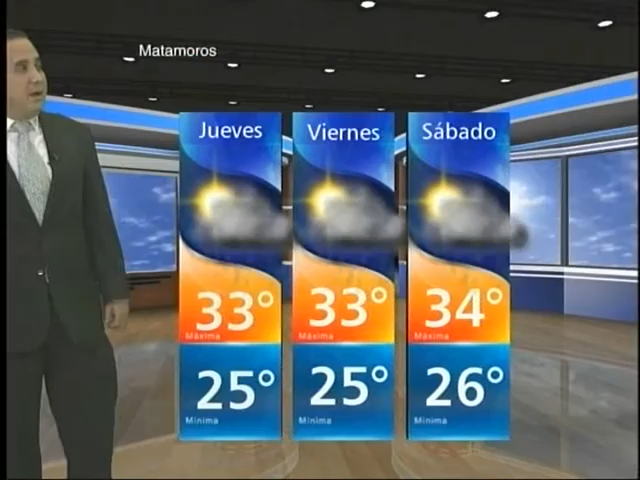 Matamoros
Jueves
Viernes
Sábado
33°
33°
34°
Máxima
Máxima
Máxima
25°
25°
26°
Mínima
Mínima
Mínima